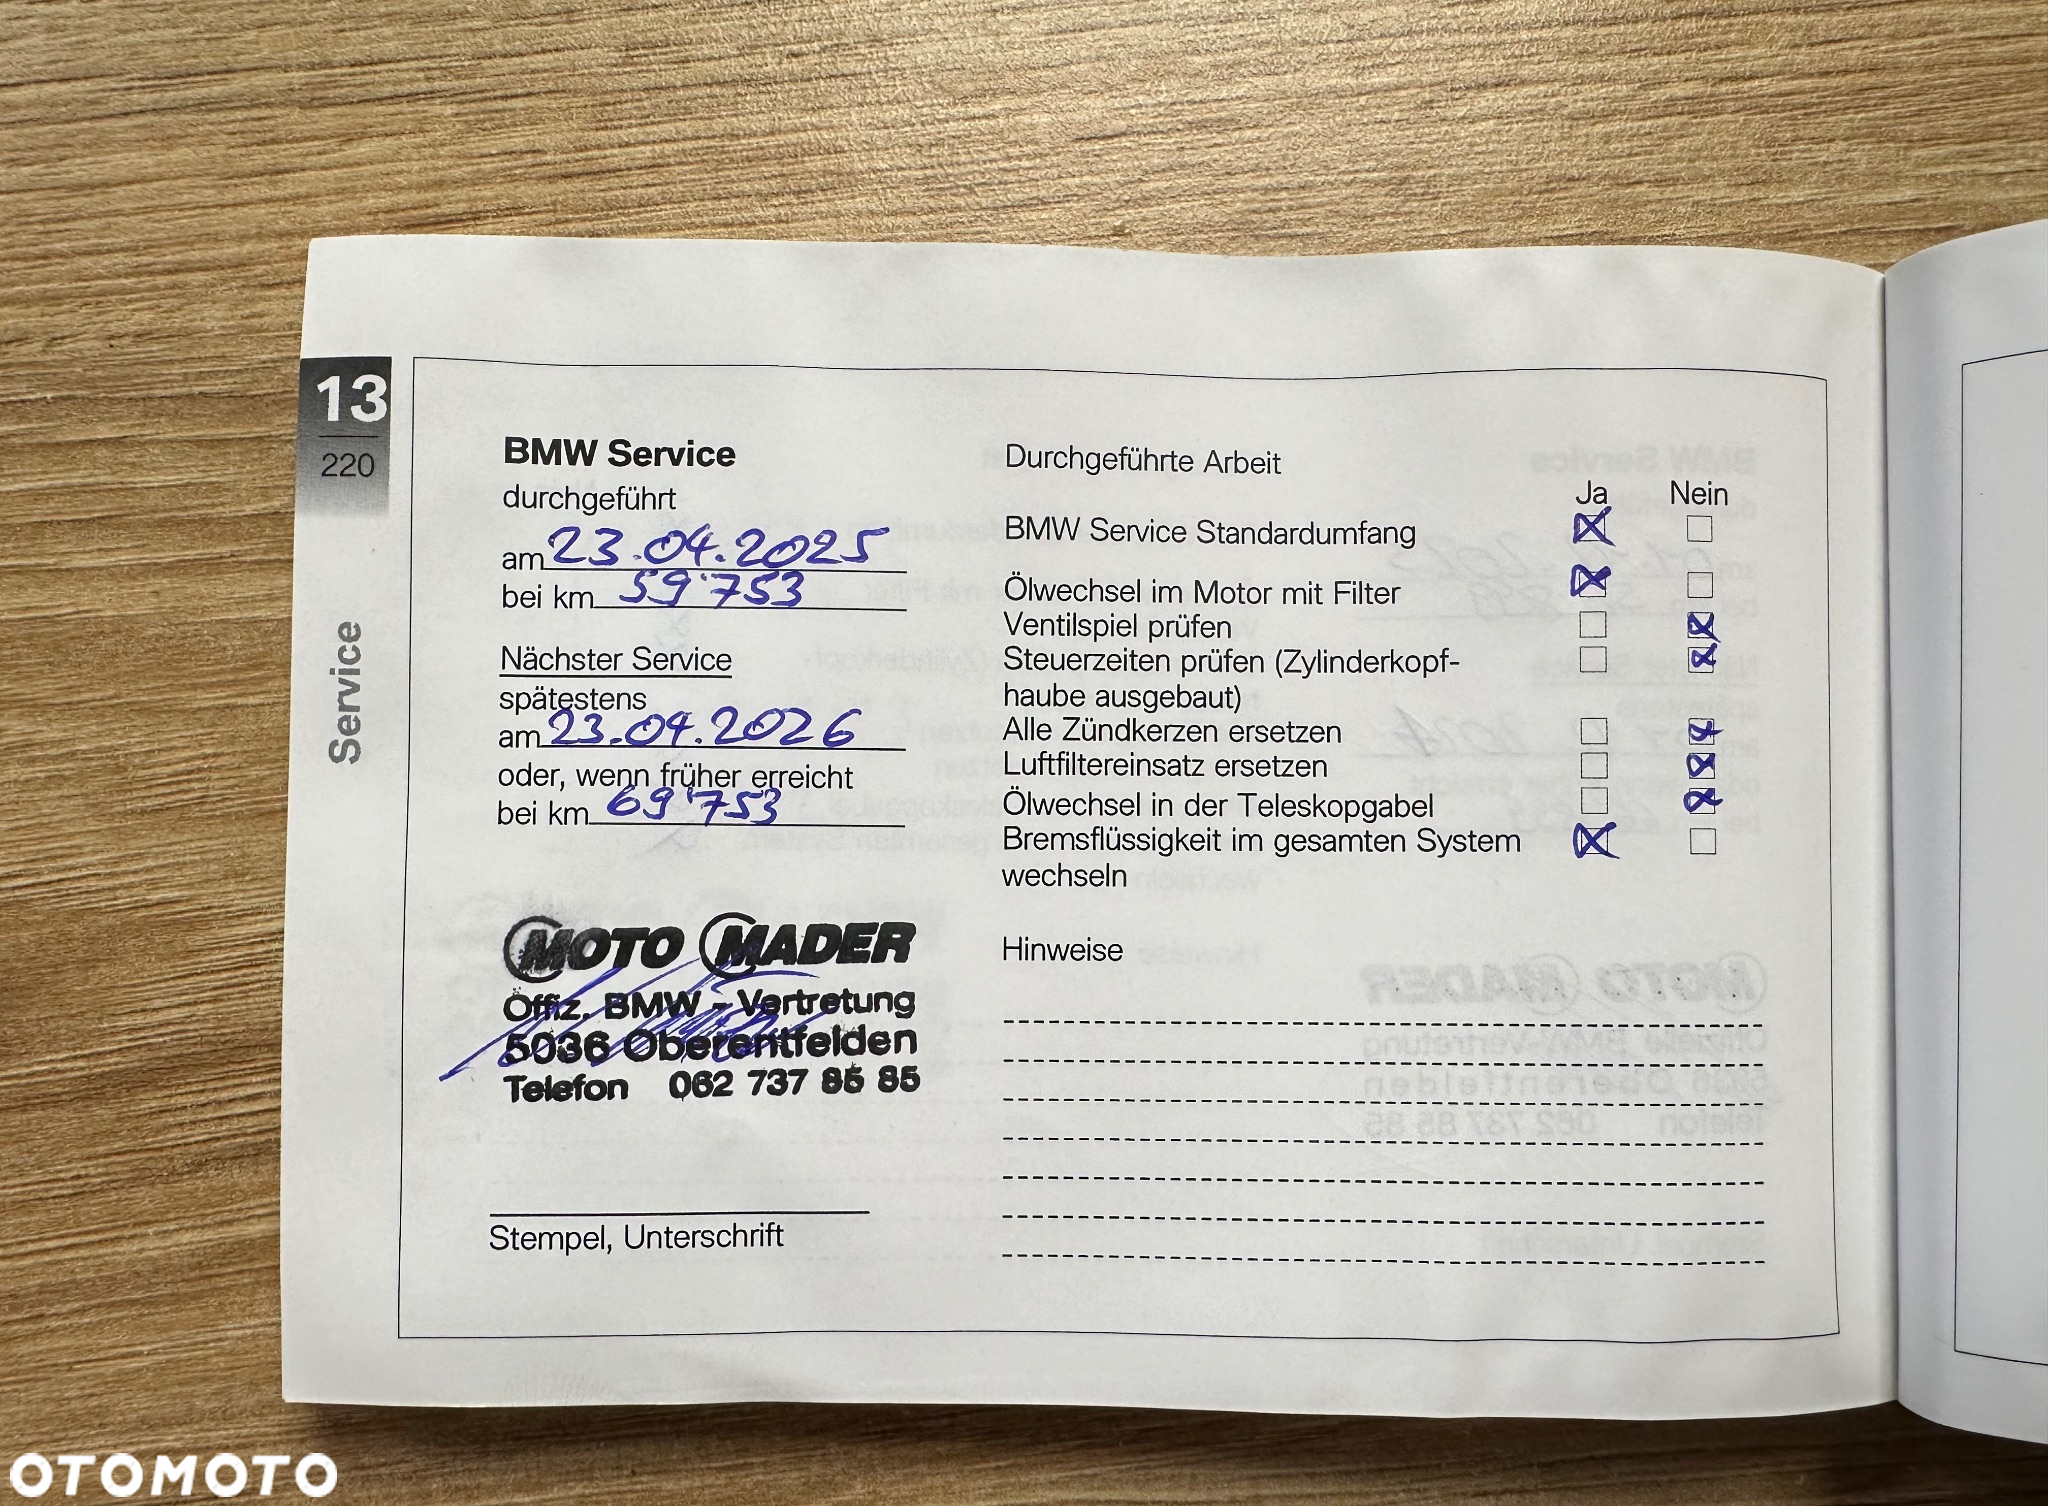 13
220
Service
BMW Service
durchgeführt
am 23.04.2025
bei km 59'753
Nächster Service
spätestens
am 23.04.2026
oder, wenn früher erreicht
bei km 69'753
MOTO MADER
Offiz. BMW - Vertretung
5036 Oberentfelden
Telefon 062 737 85 85
Stempel, Unterschrift
Durchgeführte Arbeit
Ja Nein
BMW Service Standardumfang
Ölwechsel im Motor mit Filter
Ventilspiel prüfen
Steuerzeiten prüfen (Zylinderkopf-
haube ausgebaut)
Alle Zündkerzen ersetzen
Luftfiltereinsatz ersetzen
Ölwechsel in der Teleskopgabel
Bremsflüssigkeit im gesamten System
wechseln
Hinweise
OTOMOTO